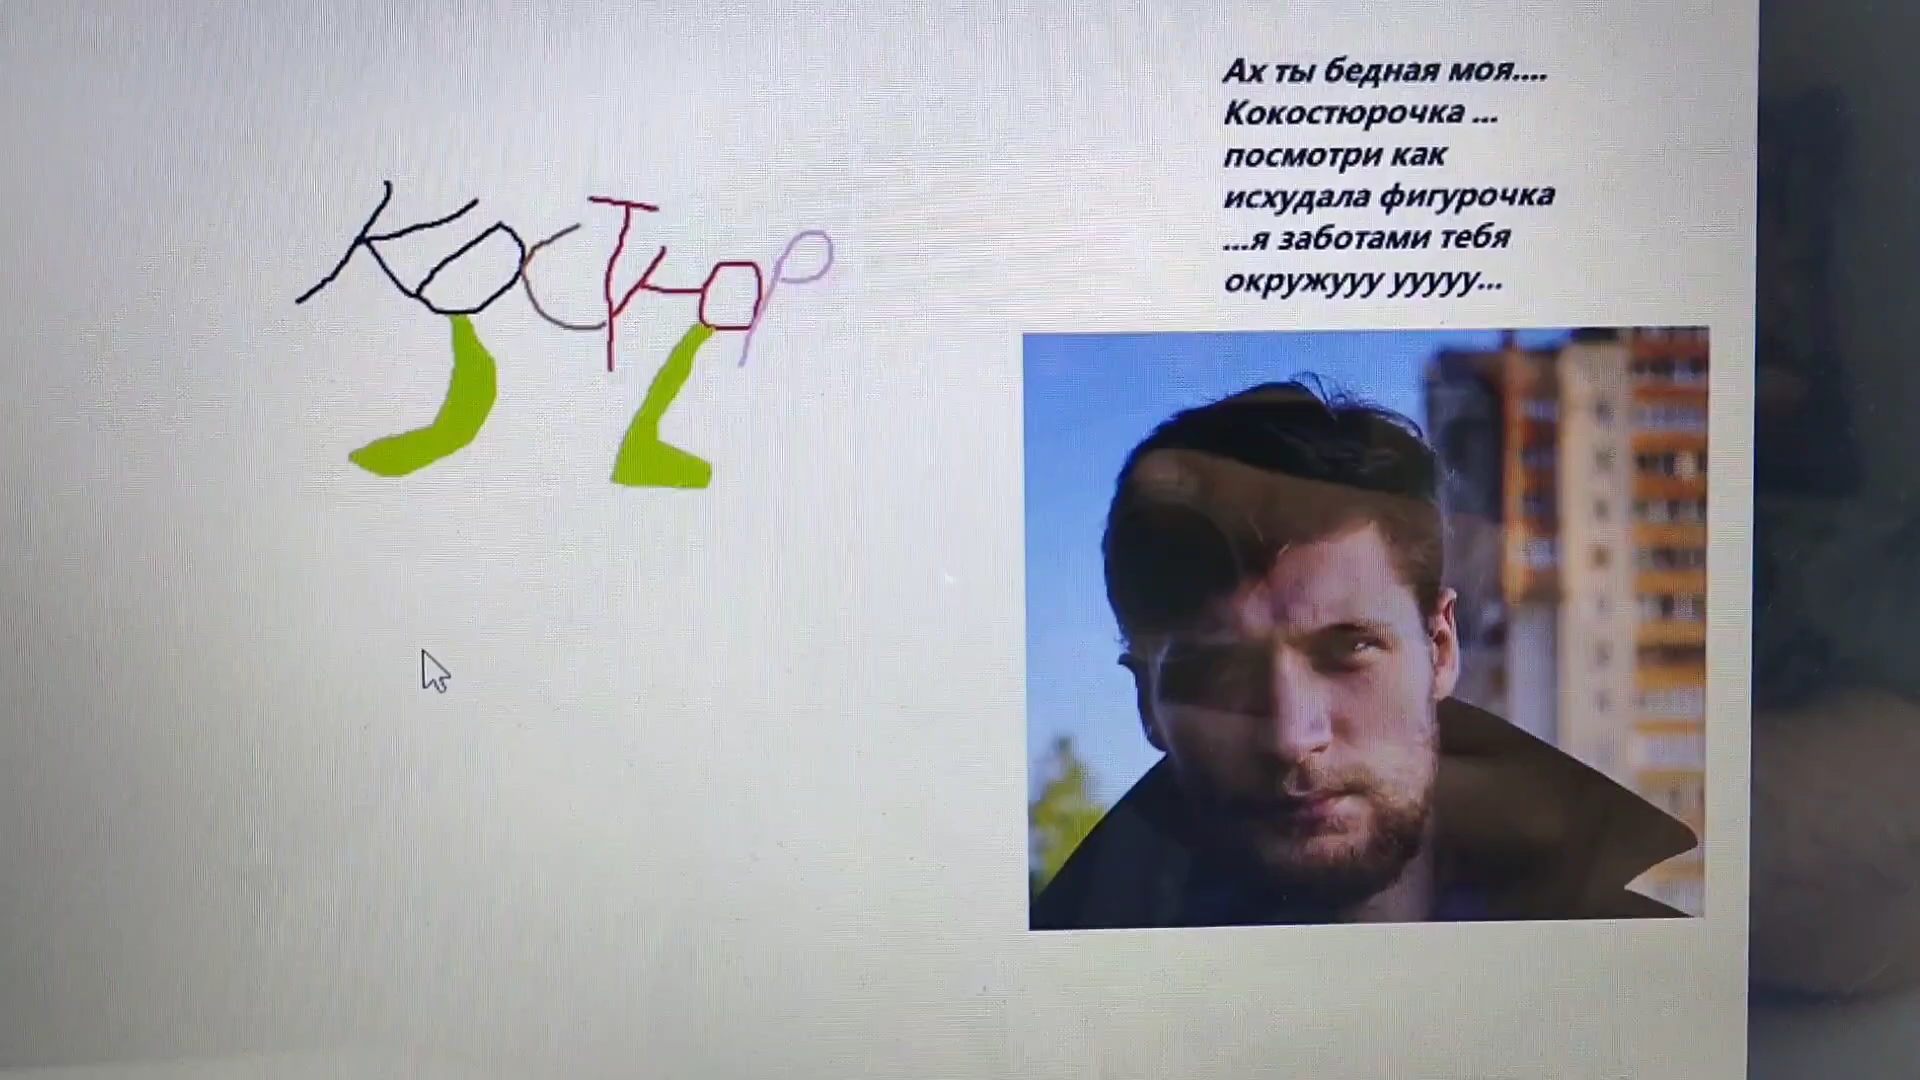 Костюр
Ах ты бедная моя....
Кокостюрочка ...
посмотри как
исхудала фигурочка
...я заботами тебя
окружууу ууууу...